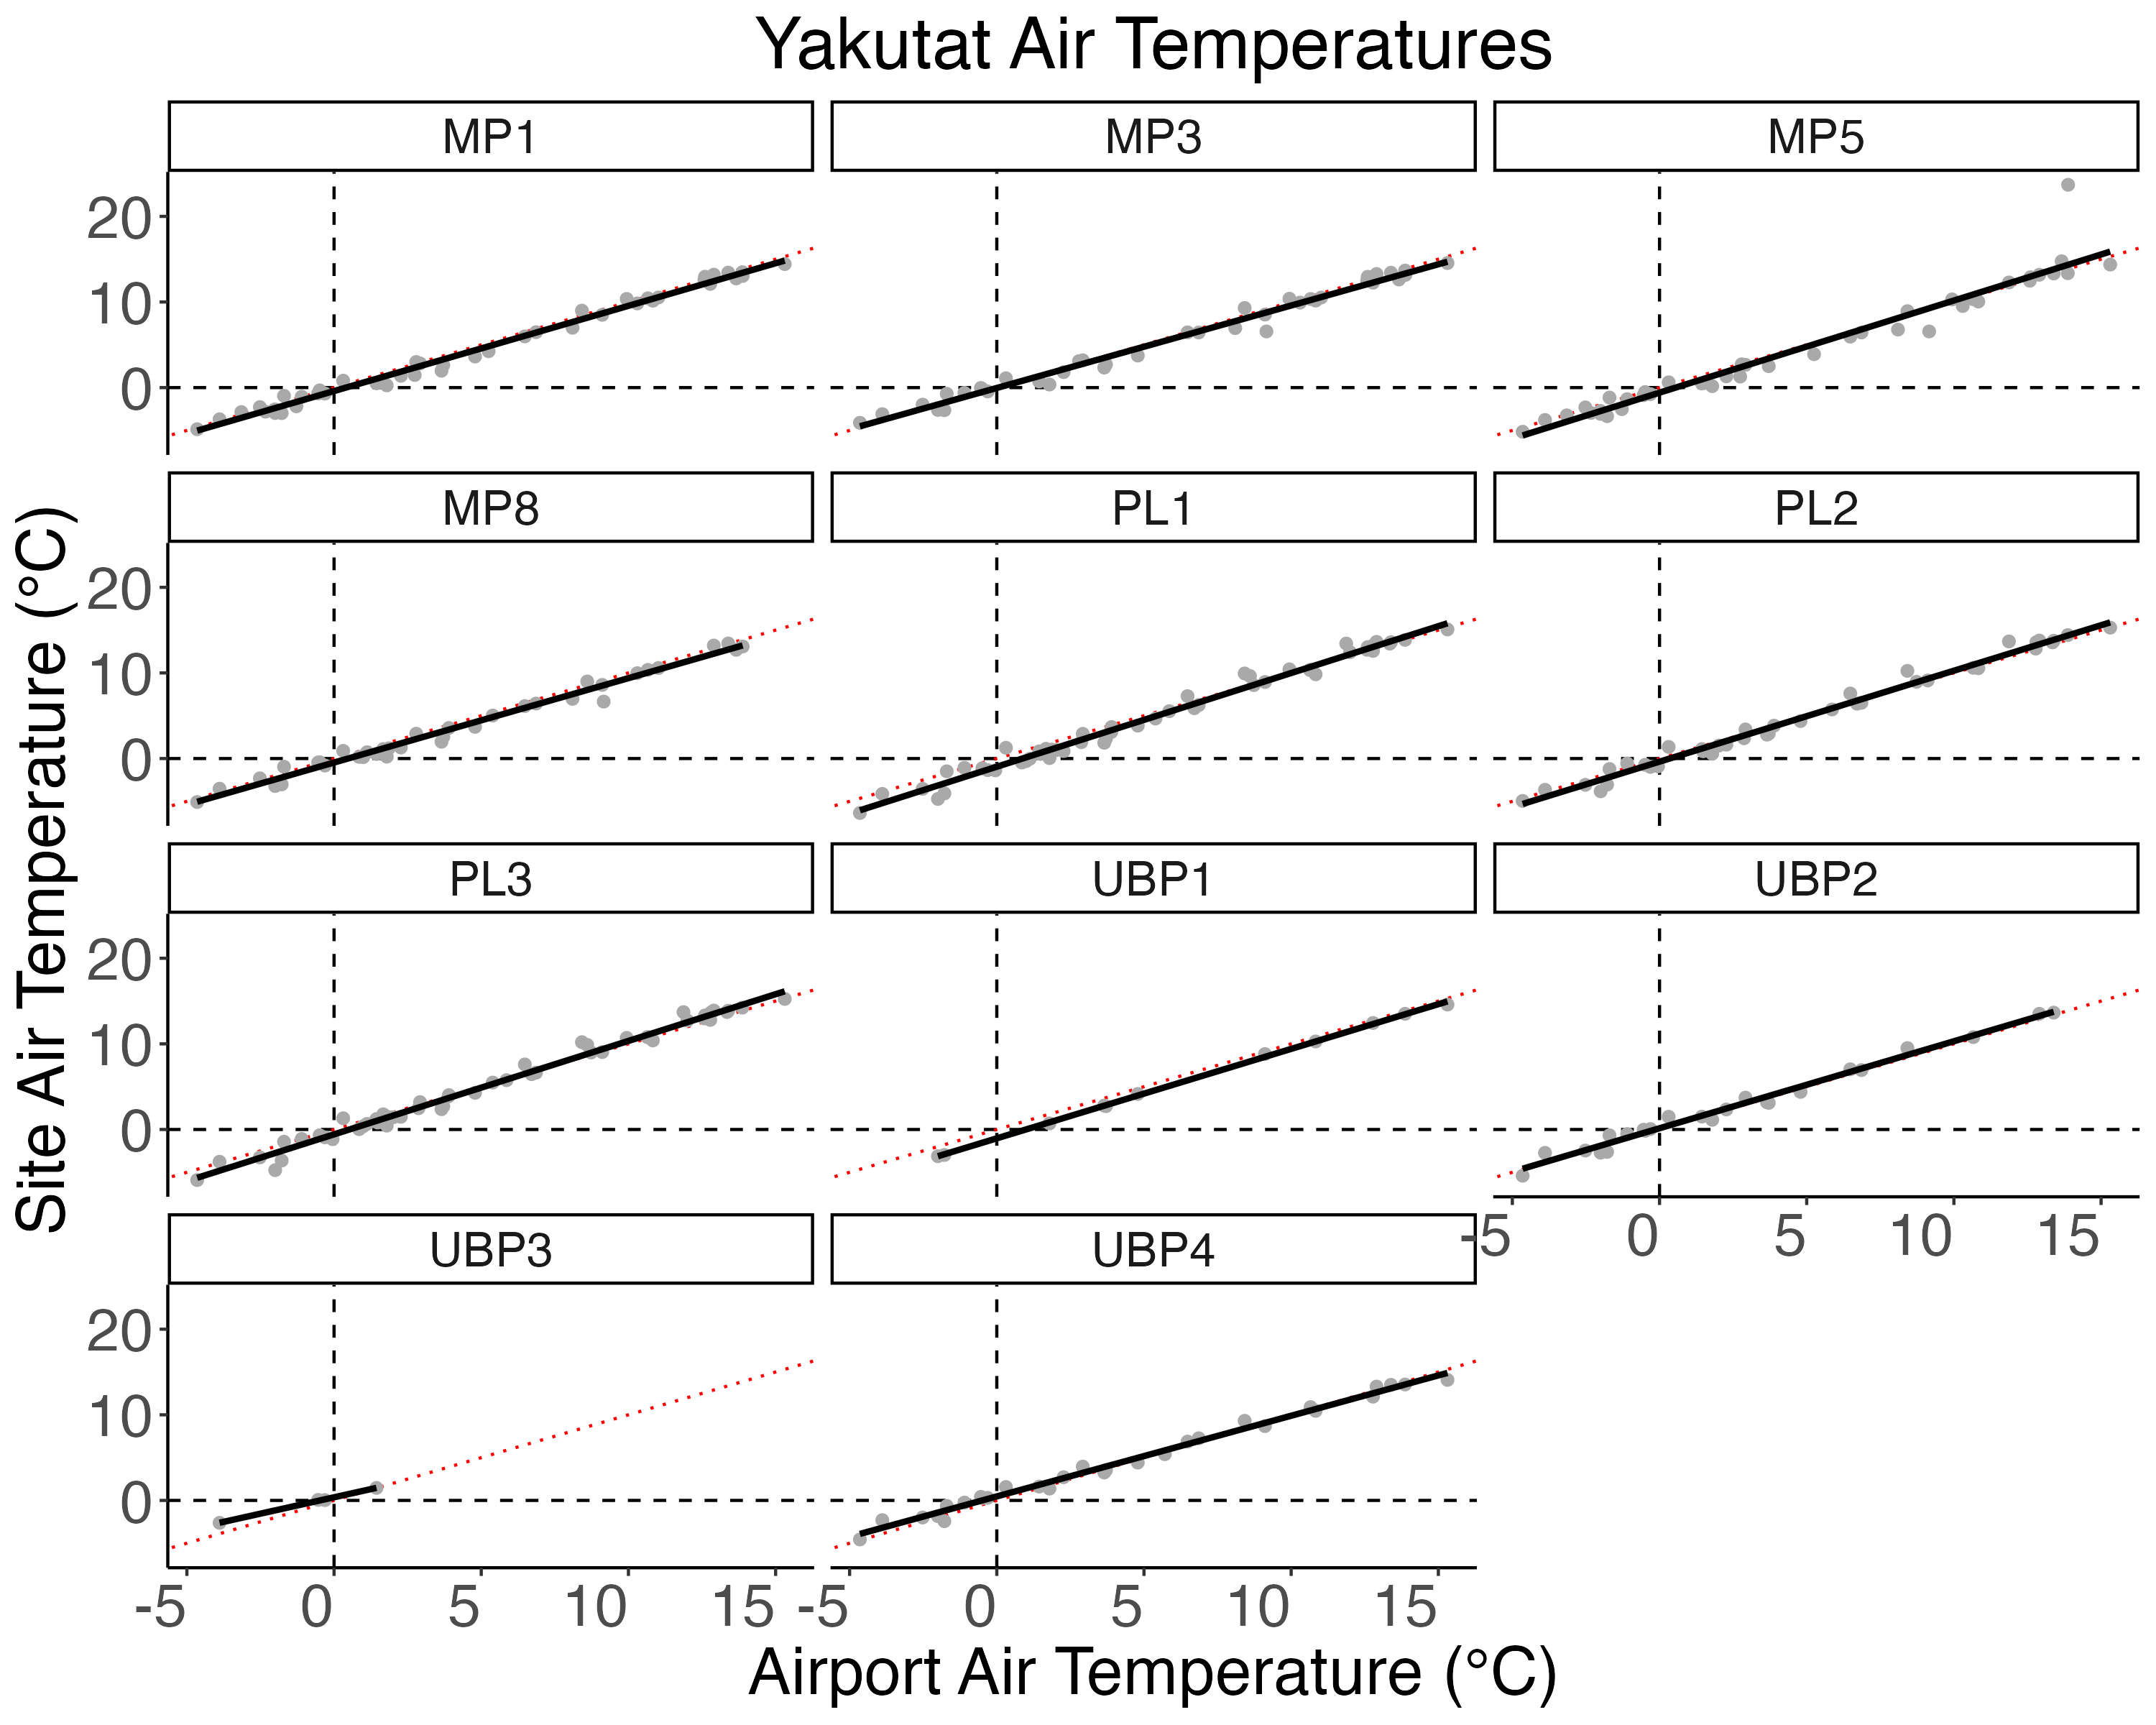 Yakutat Air Temperatures
MP1
MP3
MP5
20
10
0
MP8
PL1
PL2
20
10
0
PL3
UBP1
UBP2
20
10
0
-5 0 5 10 15
UBP3
UBP4
20
10
0
-5 0 5 10 15
-5 0 5 10 15
Airport Air Temperature (°C)
Site Air Temperature (°C)